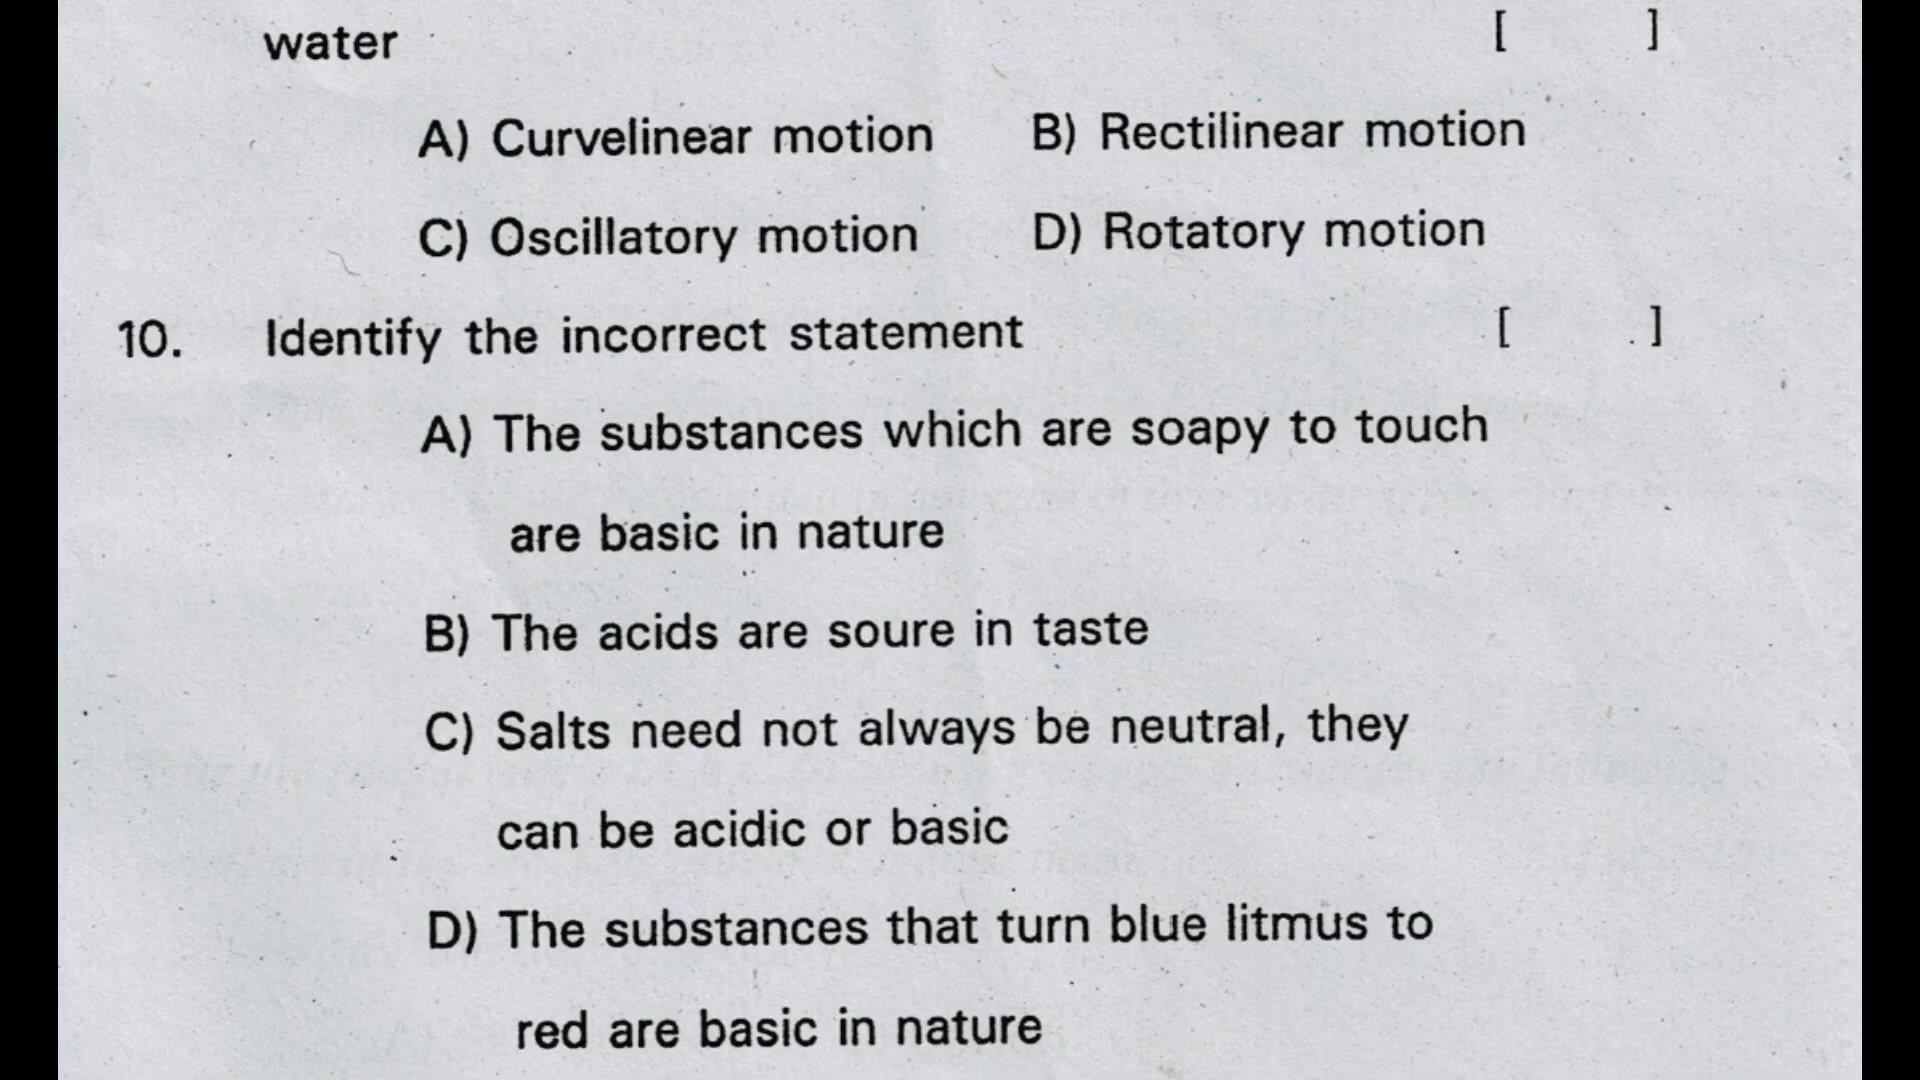 water [ ]
A) Curvelinear motion B) Rectilinear motion
C) Oscillatory motion D) Rotatory motion
10. Identify the incorrect statement [ ]
A) The substances which are soapy to touch
are basic in nature
B) The acids are soure in taste
C) Salts need not always be neutral, they
can be acidic or basic
D) The substances that turn blue litmus to
red are basic in nature